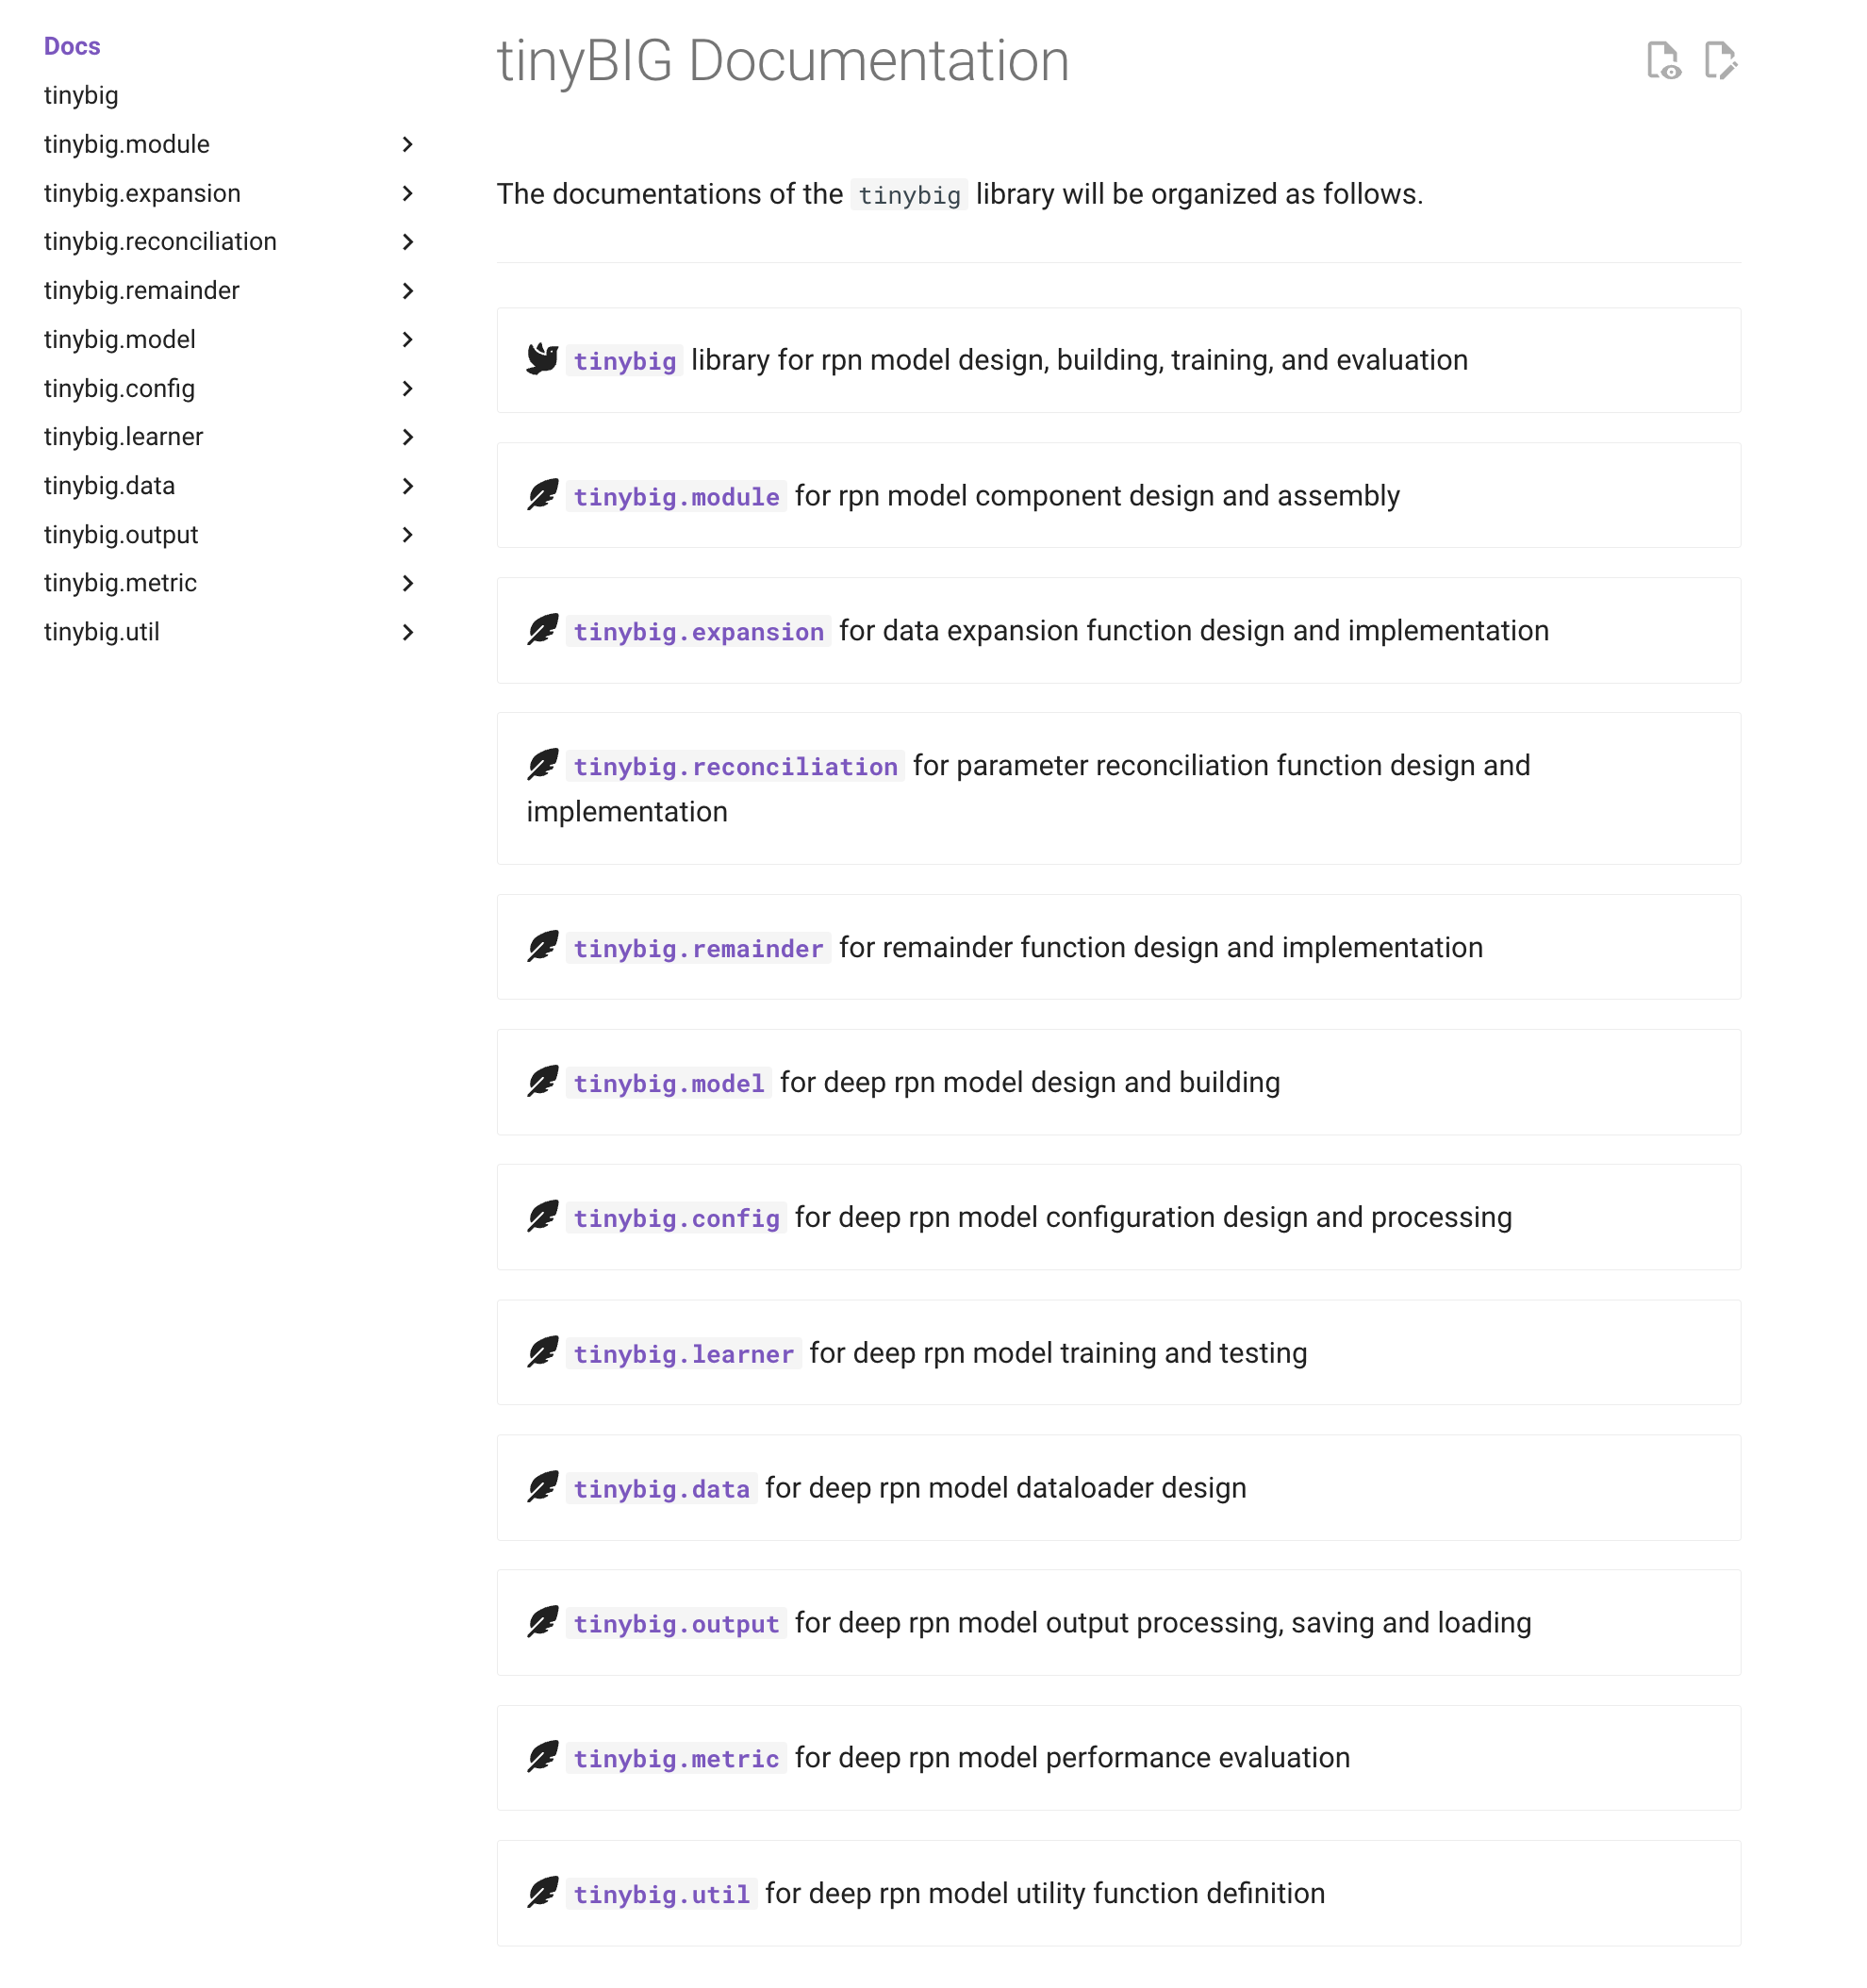 Docs
tinybig
tinybig.module
tinybig.expansion
tinybig.reconciliation
tinybig.remainder
tinybig.model
tinybig.config
tinybig.learner
tinybig.data
tinybig.output
tinybig.metric
tinybig.util
tinyBIG Documentation
The documentations of the tinybig library will be organized as follows.
tinybig library for rpn model design, building, training, and evaluation
tinybig.module for rpn model component design and assembly
tinybig.expansion for data expansion function design and implementation
tinybig.reconciliation for parameter reconciliation function design and
implementation
tinybig.remainder for remainder function design and implementation
tinybig.model for deep rpn model design and building
tinybig.config for deep rpn model configuration design and processing
tinybig.learner for deep rpn model training and testing
tinybig.data for deep rpn model dataloader design
tinybig.output for deep rpn model output processing, saving and loading
tinybig.metric for deep rpn model performance evaluation
tinybig.util for deep rpn model utility function definition